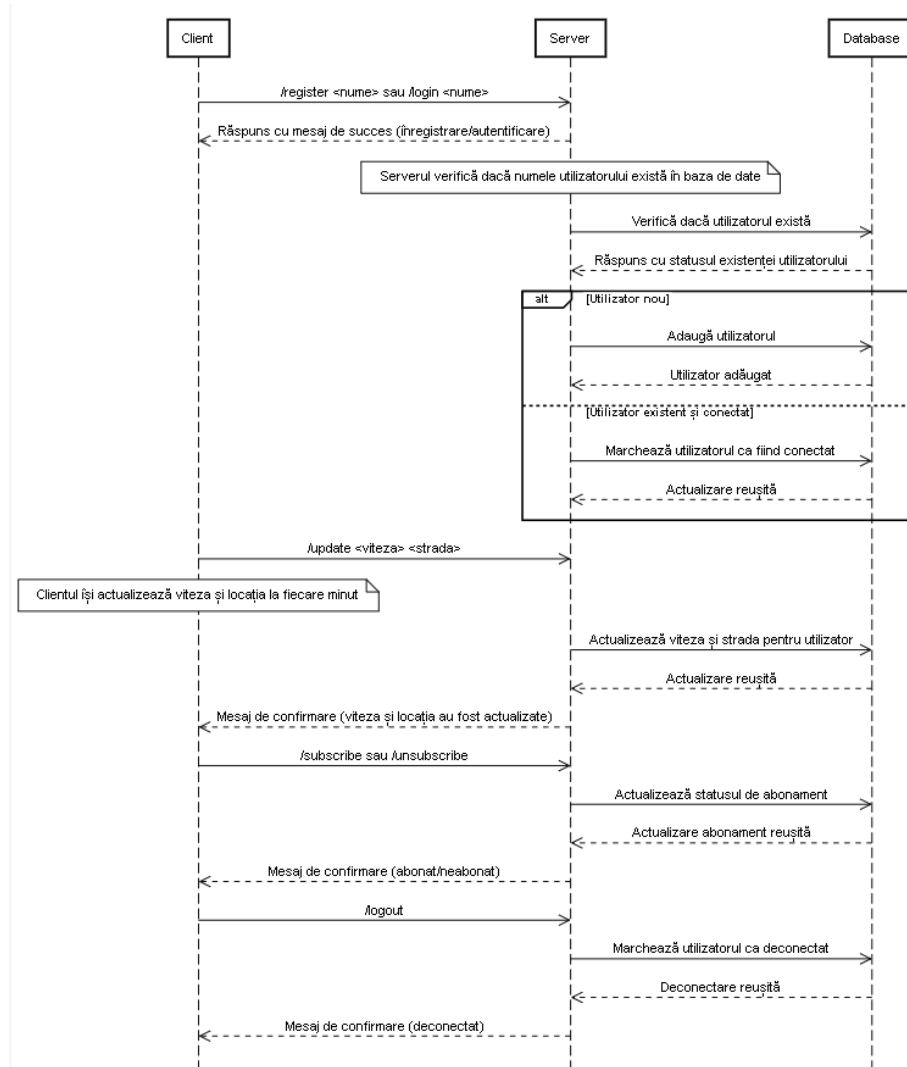 Client
Server
Database
/register <nume> sau /login <nume>
Răspuns cu mesaj de succes (înregistrare/autentificare)
Serverul verifică dacă numele utilizatorului există în baza de date
Verifică dacă utilizatorul există
Răspuns cu statusul existenței utilizatorului
alt
[Utilizator nou]
Adaugă utilizatorul
Utilizator adăugat
[Utilizator existent și conectat]
Marchează utilizatorul ca fiind conectat
Actualizare reușită
/update <viteza> <strada>
Clientul își actualizează viteza și locația la fiecare minut
Actualizează viteza și strada pentru utilizator
Actualizare reușită
Mesaj de confirmare (viteza și locația au fost actualizate)
/subscribe sau /unsubscribe
Actualizează statusul de abonament
Actualizare abonament reușită
Mesaj de confirmare (abonat/neabonat)
/logout
Marchează utilizatorul ca deconectat
Deconectare reușită
Mesaj de confirmare (deconectat)